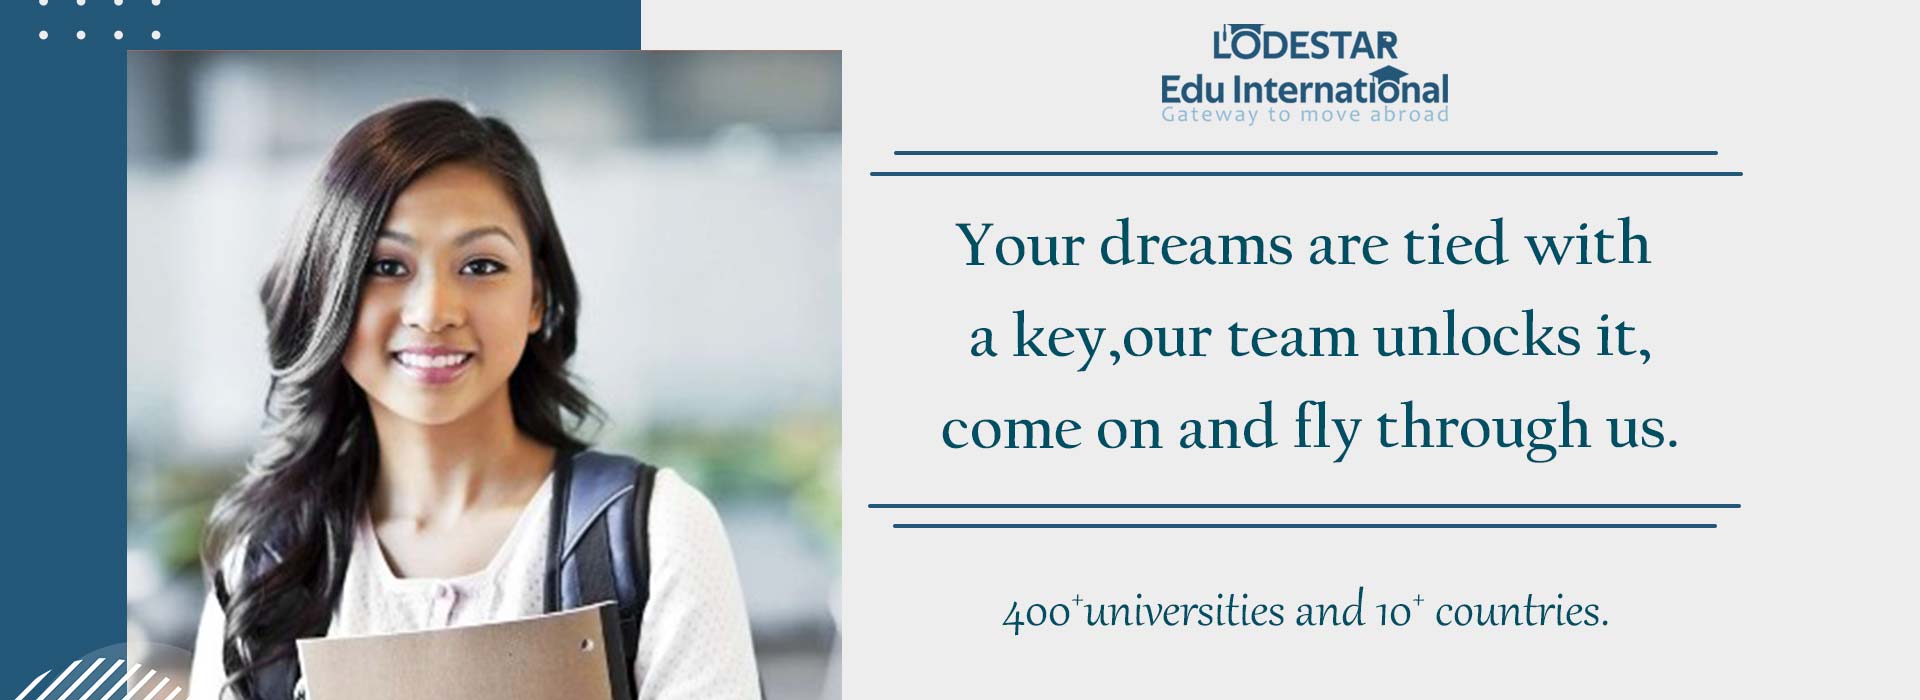 LODESTAR
Edu International
Gateway to move abroad
Your dreams are tied with
a key,our team unlocks it,
come on and fly through us.
400+universities and 10+ countries.